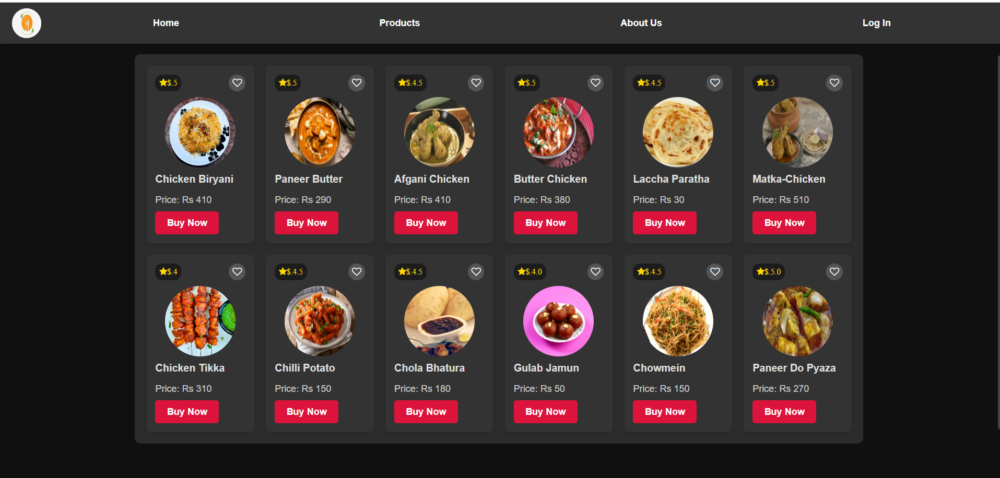 Home Products About Us Log In
$.5 $.5 $.4.5 $.5 $.4.5 $.5
Chicken Biryani Paneer Butter Afgani Chicken Butter Chicken Laccha Paratha Matka-Chicken
Price: Rs 410 Price: Rs 290 Price: Rs 410 Price: Rs 380 Price: Rs 30 Price: Rs 510
Buy Now Buy Now Buy Now Buy Now Buy Now Buy Now
$.4 $.4.5 $.4.5 $.4.0 $.4.5 $.5.0
Chicken Tikka Chilli Potato Chola Bhatura Gulab Jamun Chowmein Paneer Do Pyaza
Price: Rs 310 Price: Rs 150 Price: Rs 180 Price: Rs 50 Price: Rs 150 Price: Rs 270
Buy Now Buy Now Buy Now Buy Now Buy Now Buy Now